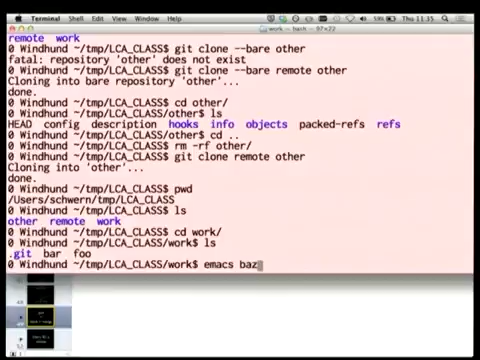 Terminal Shell Edit View Window Help
Thu 11:35
work — bash — 97×22
remote work
0 Windhund ~/tmp/LCA_CLASS$ git clone --bare other
fatal: repository 'other' does not exist
0 Windhund ~/tmp/LCA_CLASS$ git clone --bare remote other
Cloning into bare repository 'other'...
done.
0 Windhund ~/tmp/LCA_CLASS$ cd other/
0 Windhund ~/tmp/LCA_CLASS/other$ ls
HEAD config description hooks info objects packed-refs refs
0 Windhund ~/tmp/LCA_CLASS/other$ cd ..
0 Windhund ~/tmp/LCA_CLASS$ rm -rf other/
0 Windhund ~/tmp/LCA_CLASS$ git clone remote other
Cloning into 'other'...
done.
0 Windhund ~/tmp/LCA_CLASS$ pwd
/Users/schwern/tmp/LCA_CLASS
0 Windhund ~/tmp/LCA_CLASS$ ls
other remote work
0 Windhund ~/tmp/LCA_CLASS$ cd work/
0 Windhund ~/tmp/LCA_CLASS/work$ ls
.git bar foo
0 Windhund ~/tmp/LCA_CLASS/work$ emacs baz